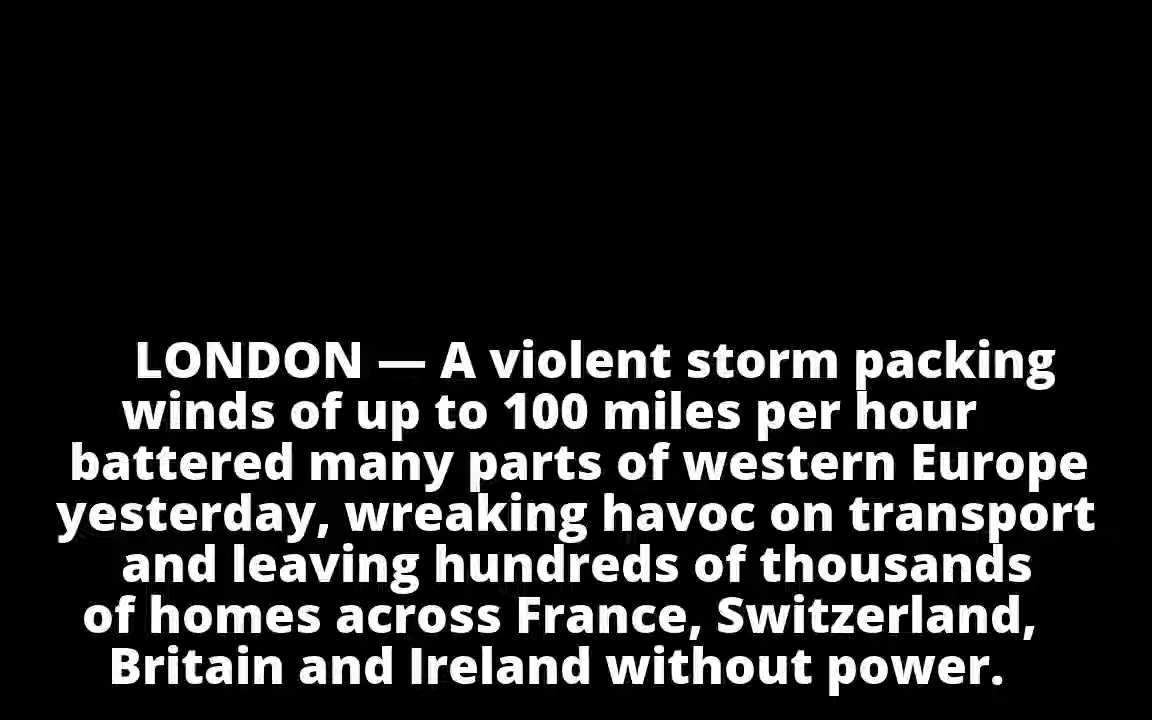 LONDON — A violent storm packing
winds of up to 100 miles per hour
battered many parts of western Europe
yesterday, wreaking havoc on transport
and leaving hundreds of thousands
of homes across France, Switzerland,
Britain and Ireland without power.